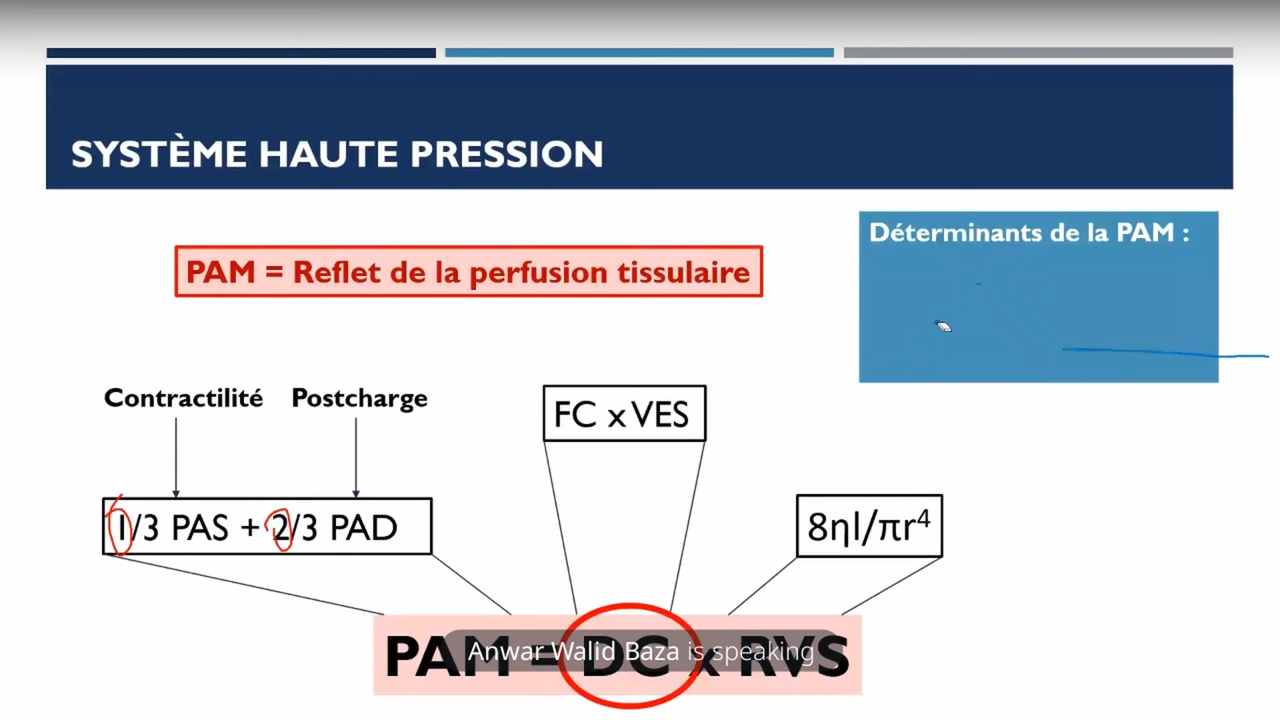 SYSTÈME HAUTE PRESSION
Déterminants de la PAM :
PAM = Reflet de la perfusion tissulaire
Contractilité
Postcharge
FC x VES
1/3 PAS + 2/3 PAD
8ηl/πr⁴
PAM = DC x RVS
Anwar Walid Baza is speaking